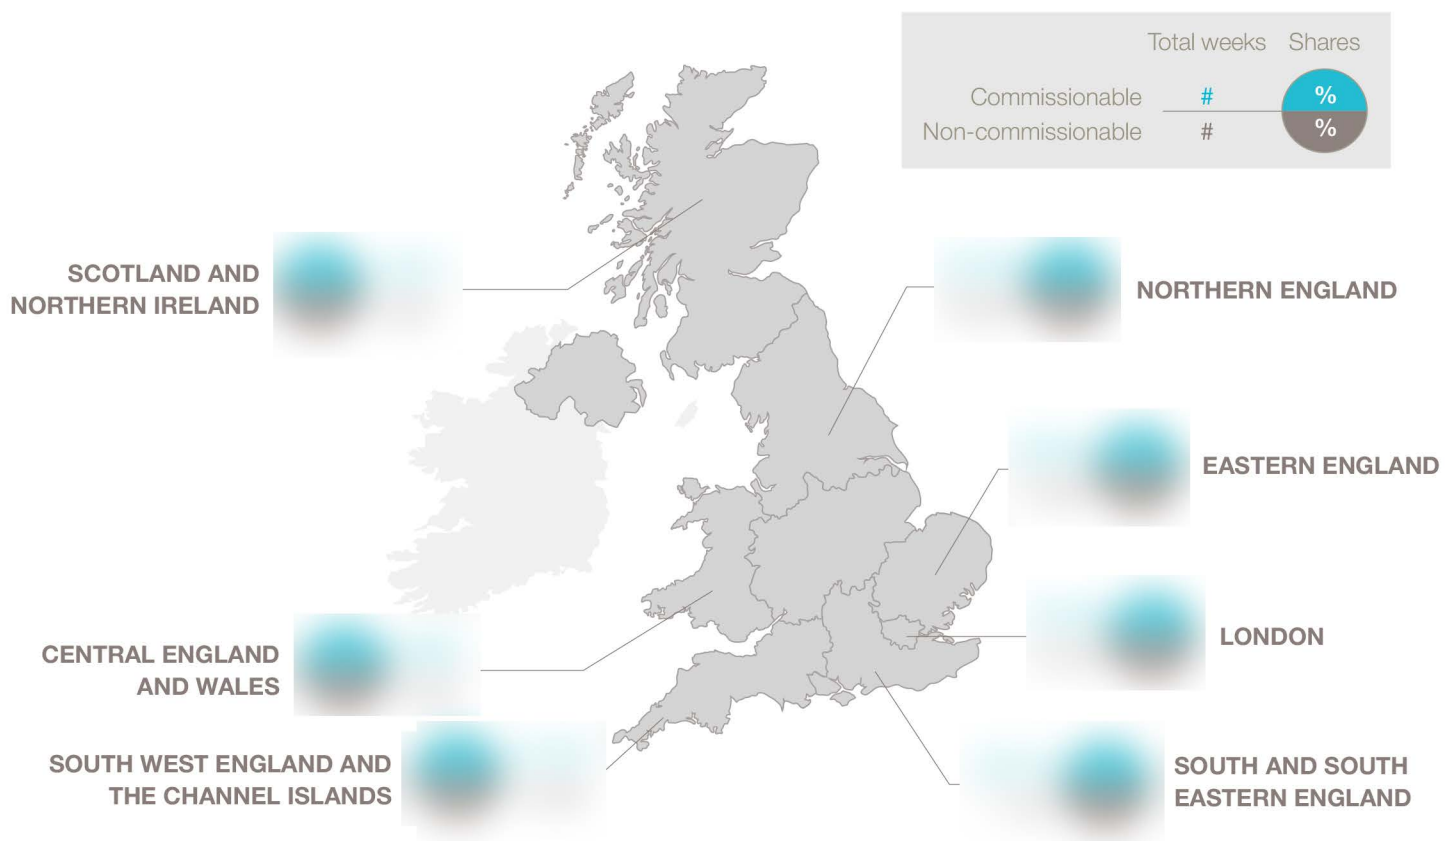 Total weeks Shares
Commissionable # %
Non-commissionable # %
SCOTLAND AND
NORTHERN IRELAND
NORTHERN ENGLAND
EASTERN ENGLAND
LONDON
CENTRAL ENGLAND
AND WALES
SOUTH WEST ENGLAND AND
THE CHANNEL ISLANDS
SOUTH AND SOUTH
EASTERN ENGLAND